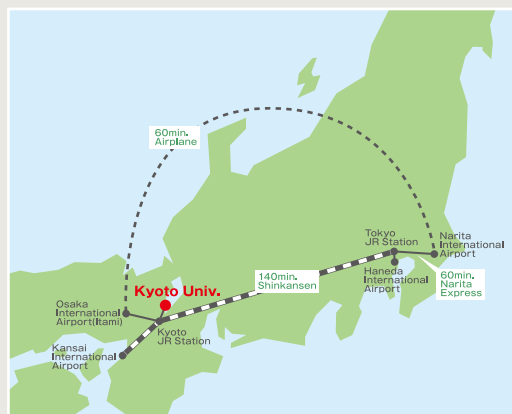 60min.
Airplane
Tokyo
JR Station
Narita
International
Airport
Haneda
International
Airport
60min.
Narita
Express
140min.
Shinkansen
Kyoto Univ.
Osaka
International
Airport(Itami)
Kyoto
JR Station
Kansai
International
Airport